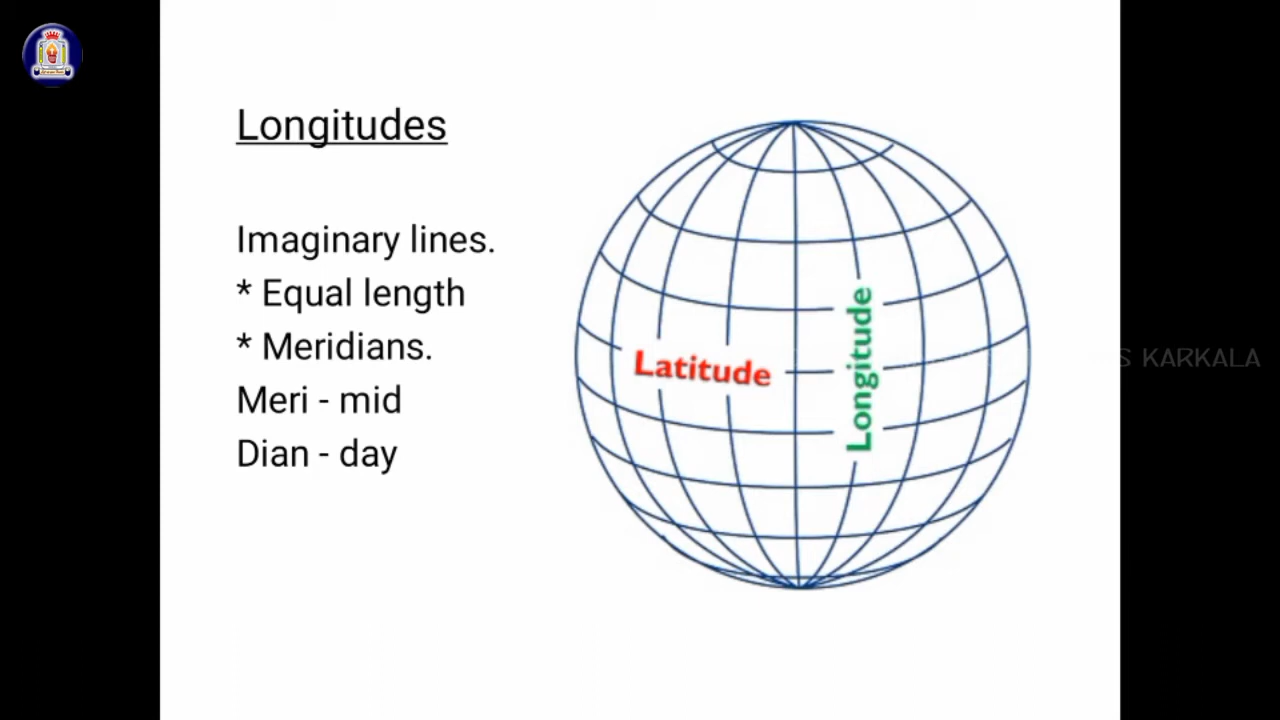 Longitudes
Imaginary lines.
* Equal length
* Meridians.
Meri - mid
Dian - day
Latitude
Longitude
S KARKALA